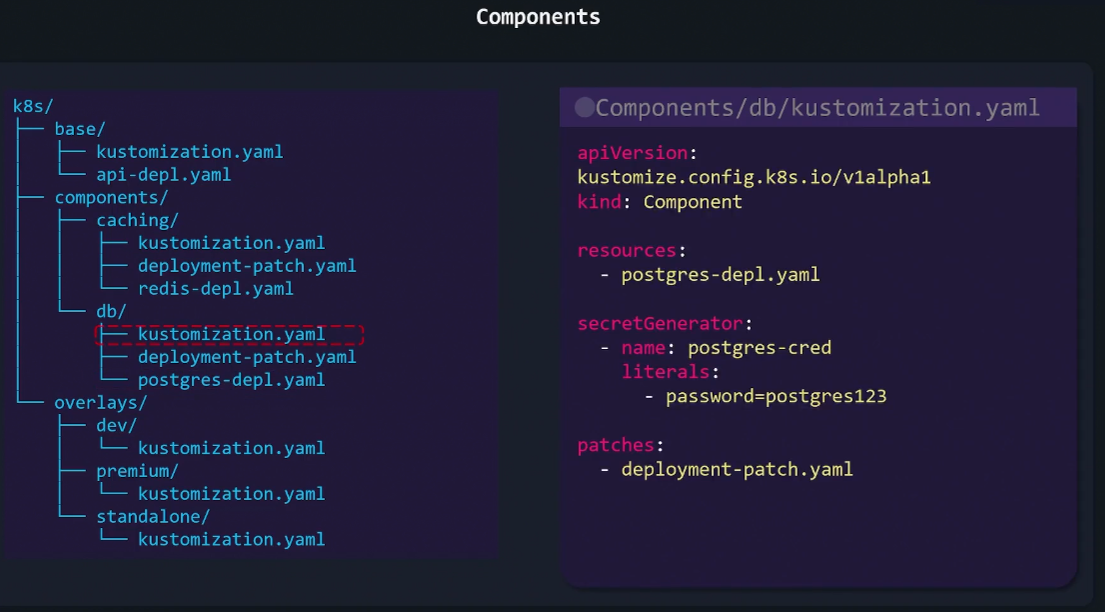 Components
k8s/
├── base/
│   ├── kustomization.yaml
│   └── api-depl.yaml
├── components/
│   ├── caching/
│   │   ├── kustomization.yaml
│   │   ├── deployment-patch.yaml
│   │   └── redis-depl.yaml
│   └── db/
│       ├── kustomization.yaml
│       ├── deployment-patch.yaml
│       └── postgres-depl.yaml
└── overlays/
    ├── dev/
    │   └── kustomization.yaml
    ├── premium/
    │   └── kustomization.yaml
    └── standalone/
        └── kustomization.yaml
Components/db/kustomization.yaml
apiVersion:
kustomize.config.k8s.io/v1alpha1
kind: Component
resources:
  - postgres-depl.yaml
secretGenerator:
  - name: postgres-cred
    literals:
      - password=postgres123
patches:
  - deployment-patch.yaml